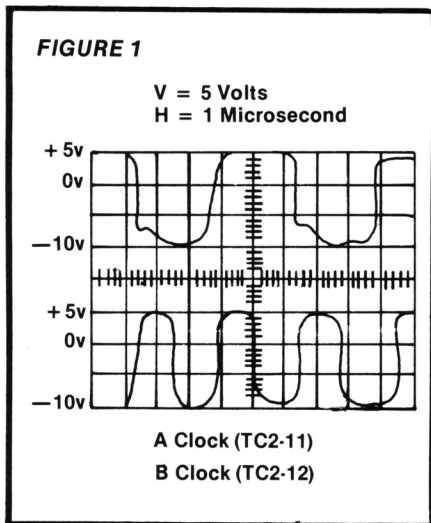 FIGURE 1
V = 5 Volts
H = 1 Microsecond
+5v
0v
—10v
+5v
0v
—10v
A Clock (TC2-11)
B Clock (TC2-12)